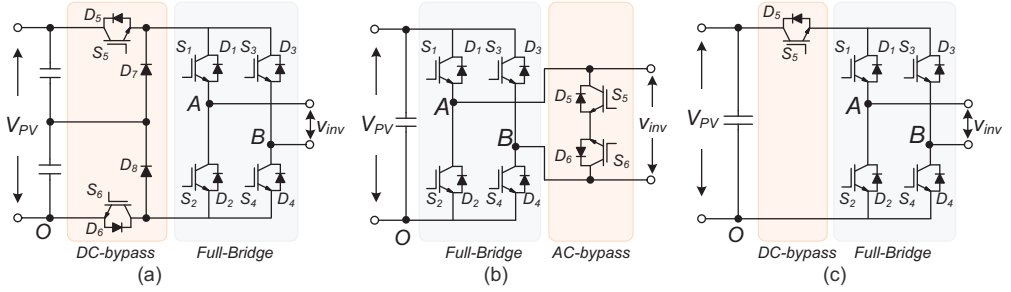 D5
S5
D7
VPV
D8
S6
D6
O
S1
D1
S3
D3
A
B
vinv
S2
D2
S4
D4
DC-bypass
Full-Bridge
(a)
S1
D1
S3
D3
VPV
A
B
S2
D2
S4
D4
O
D5
S5
D6
S6
vinv
Full-Bridge
AC-bypass
(b)
D5
S5
VPV
O
S1
D1
S3
D3
A
B
vinv
S2
D2
S4
D4
DC-bypass
Full-Bridge
(c)